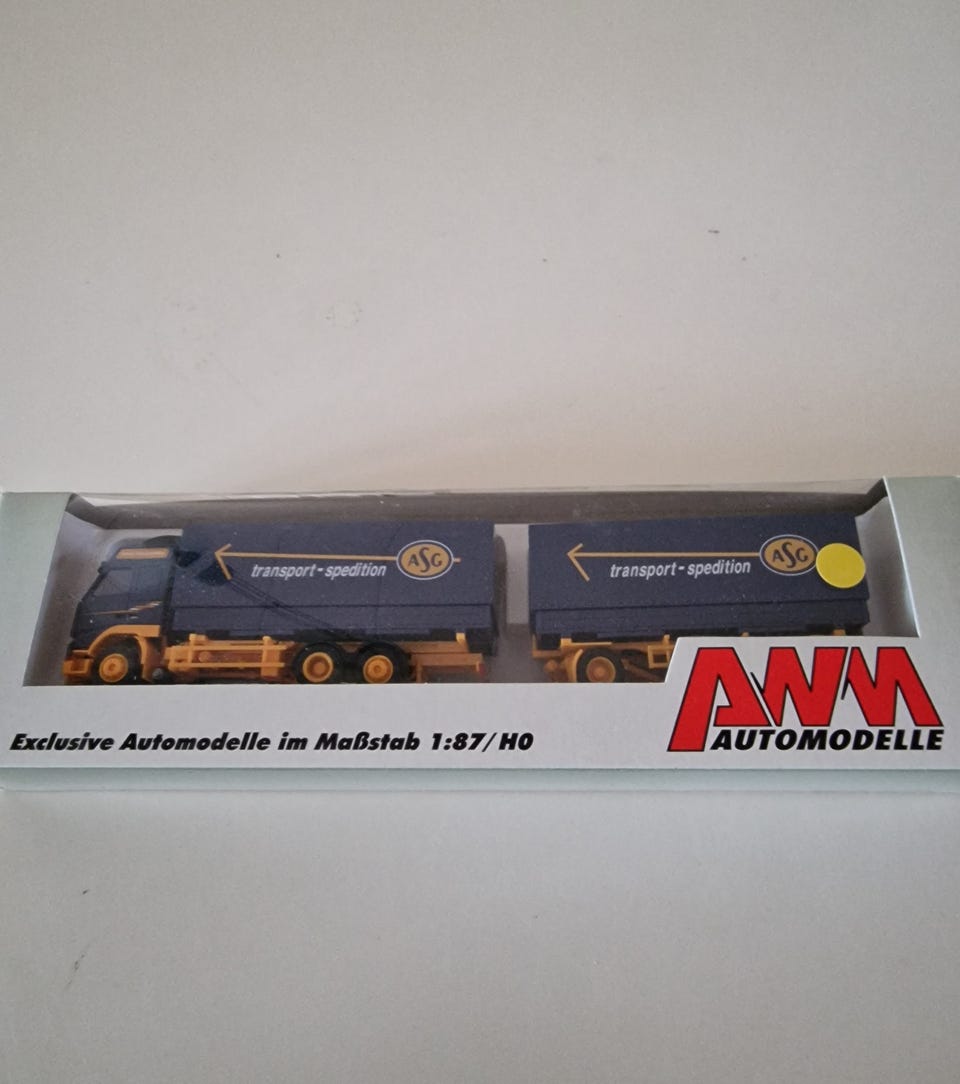 transport-spedition ASG
transport-spedition ASG
Exclusive Automodelle im Maßstab 1:87/H0
AWM
AUTOMODELLE